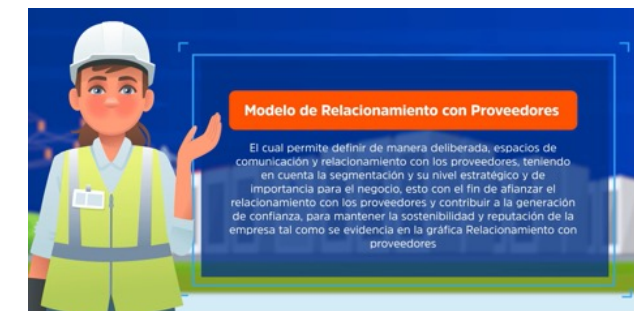 Modelo de Relacionamiento con Proveedores
El cual permite definir de manera deliberada, espacios de
comunicación y relacionamiento con los proveedores, teniendo
en cuenta la segmentación y su nivel estratégico y de
importancia para el negocio, esto con el fin de afianzar el
relacionamiento con los proveedores y contribuir a la generación
de confianza, para mantener la sostenibilidad y reputación de la
empresa tal como se evidencia en la gráfica Relacionamiento con
proveedores